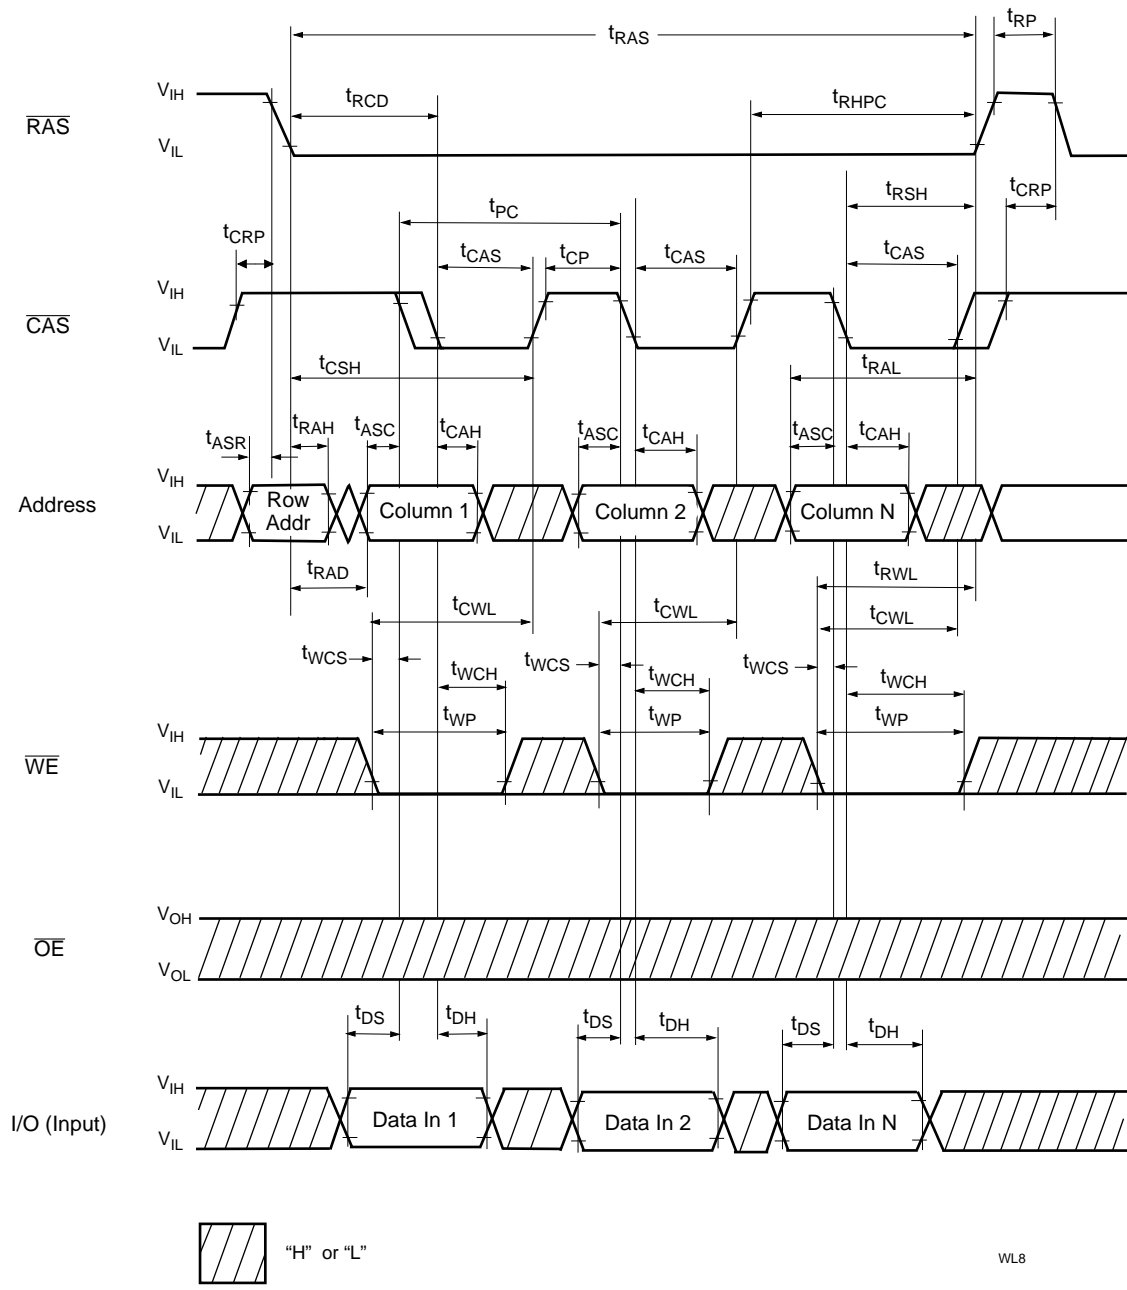 tRP
tRAS
VIH
tRCD
tRHPC
RAS
VIL
tRSH
tCRP
tPC
tCRP
tCAS
tCP
tCAS
tCAS
VIH
CAS
VIL
tCSH
tRAL
tASR
tRAH
tASC
tCAH
tASC
tCAH
tASC
tCAH
VIH
Address
Row
Addr
Column 1
Column 2
Column N
VIL
tRAD
tRWL
tCWL
tCWL
tCWL
tWCS
tWCS
tWCS
tWCH
tWCH
tWCH
tWP
tWP
tWP
VIH
WE
VIL
VOH
OE
VOL
tDS
tDH
tDS
tDH
tDS
tDH
VIH
I/O (Input)
Data In 1
Data In 2
Data In N
VIL
“H” or “L”
WL8